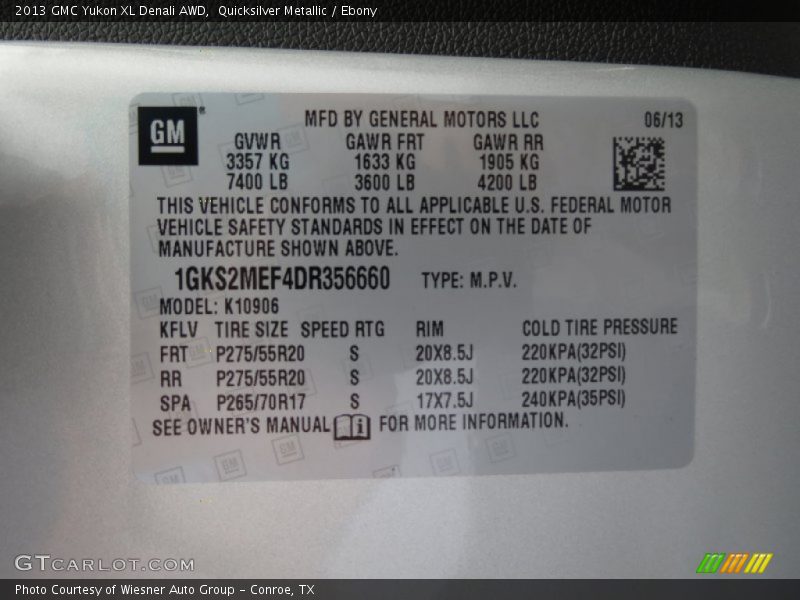 2013 GMC Yukon XL Denali AWD,  Quicksilver Metallic / Ebony
GM
MFD BY GENERAL MOTORS LLC 06/13
GVWR GAWR FRT GAWR RR
3357 KG 1633 KG 1905 KG
7400 LB 3600 LB 4200 LB
THIS VEHICLE CONFORMS TO ALL APPLICABLE U.S. FEDERAL MOTOR
VEHICLE SAFETY STANDARDS IN EFFECT ON THE DATE OF
MANUFACTURE SHOWN ABOVE.
1GKS2MEF4DR356660 TYPE: M.P.V.
MODEL: K10906
KFLV TIRE SIZE SPEED RTG RIM COLD TIRE PRESSURE
FRT P275/55R20 S 20X8.5J 220KPA(32PSI)
RR P275/55R20 S 20X8.5J 220KPA(32PSI)
SPA P265/70R17 S 17X7.5J 240KPA(35PSI)
SEE OWNER'S MANUAL FOR MORE INFORMATION.
GTCARLOT.COM
Photo Courtesy of Wiesner Auto Group - Conroe, TX